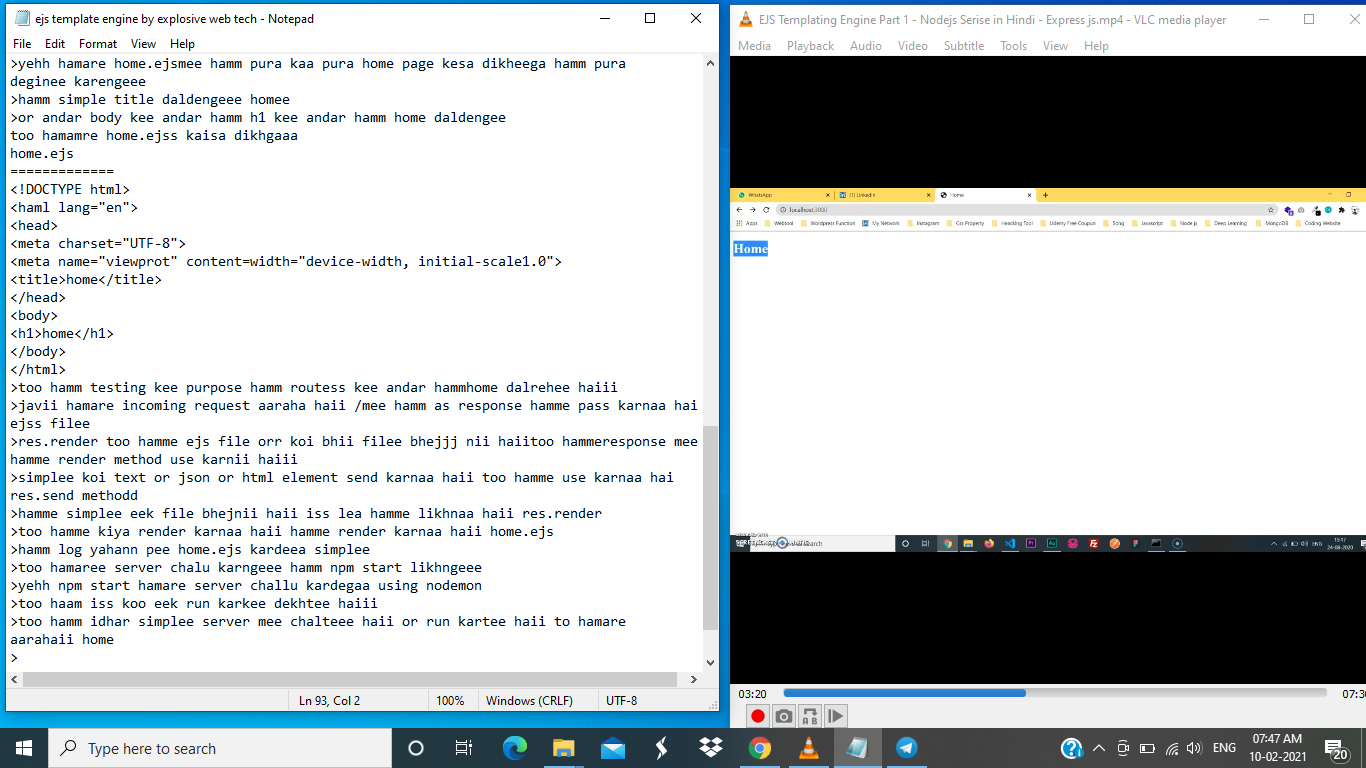 ejs template engine by explosive web tech - Notepad
File Edit Format View Help
>yehh hamare home.ejsmee hamm pura kaa pura home page kesa dikheega hamm pura
deginee karengeee
>hamm simple title daldengeee homee
>or andar body kee andar hamm h1 kee andar hamm home daldengee
too hamamre home.ejss kaisa dikhgaaa
home.ejs
=============
<!DOCTYPE html>
<haml lang="en">
<head>
<meta charset="UTF-8">
<meta name="viewprot" content=width="device-width, initial-scale1.0">
<title>home</title>
</head>
<body>
<h1>home</h1>
</body>
</html>
>too hamm testing kee purpose hamm routess kee andar hammhome dalrehee haiii
>javii hamare incoming request aaraha haii /mee hamm as response hamme pass karnaa hai
ejss filee
>res.render too hamme ejs file orr koi bhii filee bhejjj nii haiitoo hammeresponse mee
hamme render method use karnii haiii
>simplee koi text or json or html element send karnaa haii too hamme use karnaa hai
res.send methodd
>hamme simplee eek file bhejnii haii iss lea hamme likhnaa haii res.render
>too hamme kiya render karnaa haii hamme render karnaa haii home.ejs
>hamm log yahann pee home.ejs kardeea simplee
>too hamaree server chalu karngeee hamm npm start likhngeee
>yehh npm start hamare server challu kardegaa using nodemon
>too haam iss koo eek run karkee dekhtee haiii
>too hamm idhar simplee server mee chalteee haii or run kartee haii to hamare
aarahaii home
>
Ln 93, Col 2 100% Windows (CRLF) UTF-8
EJS Templating Engine Part 1 - Nodejs Serise in Hindi - Express js.mp4 - VLC media player
Media Playback Audio Video Subtitle Tools View Help
WhatsApp (1) LinkedIn Home
localhost:3000
Apps Webtool Wordpress Function My Network Instagram Css Property Heacking Tool Udemy Free Coupon Song Javascript Node js Deep Learning MongoDB Coding Website
Home
search
ENG 15:17
24-08-2020
03:20 07:3
Type here to search
ENG 07:47 AM
10-02-2021
20